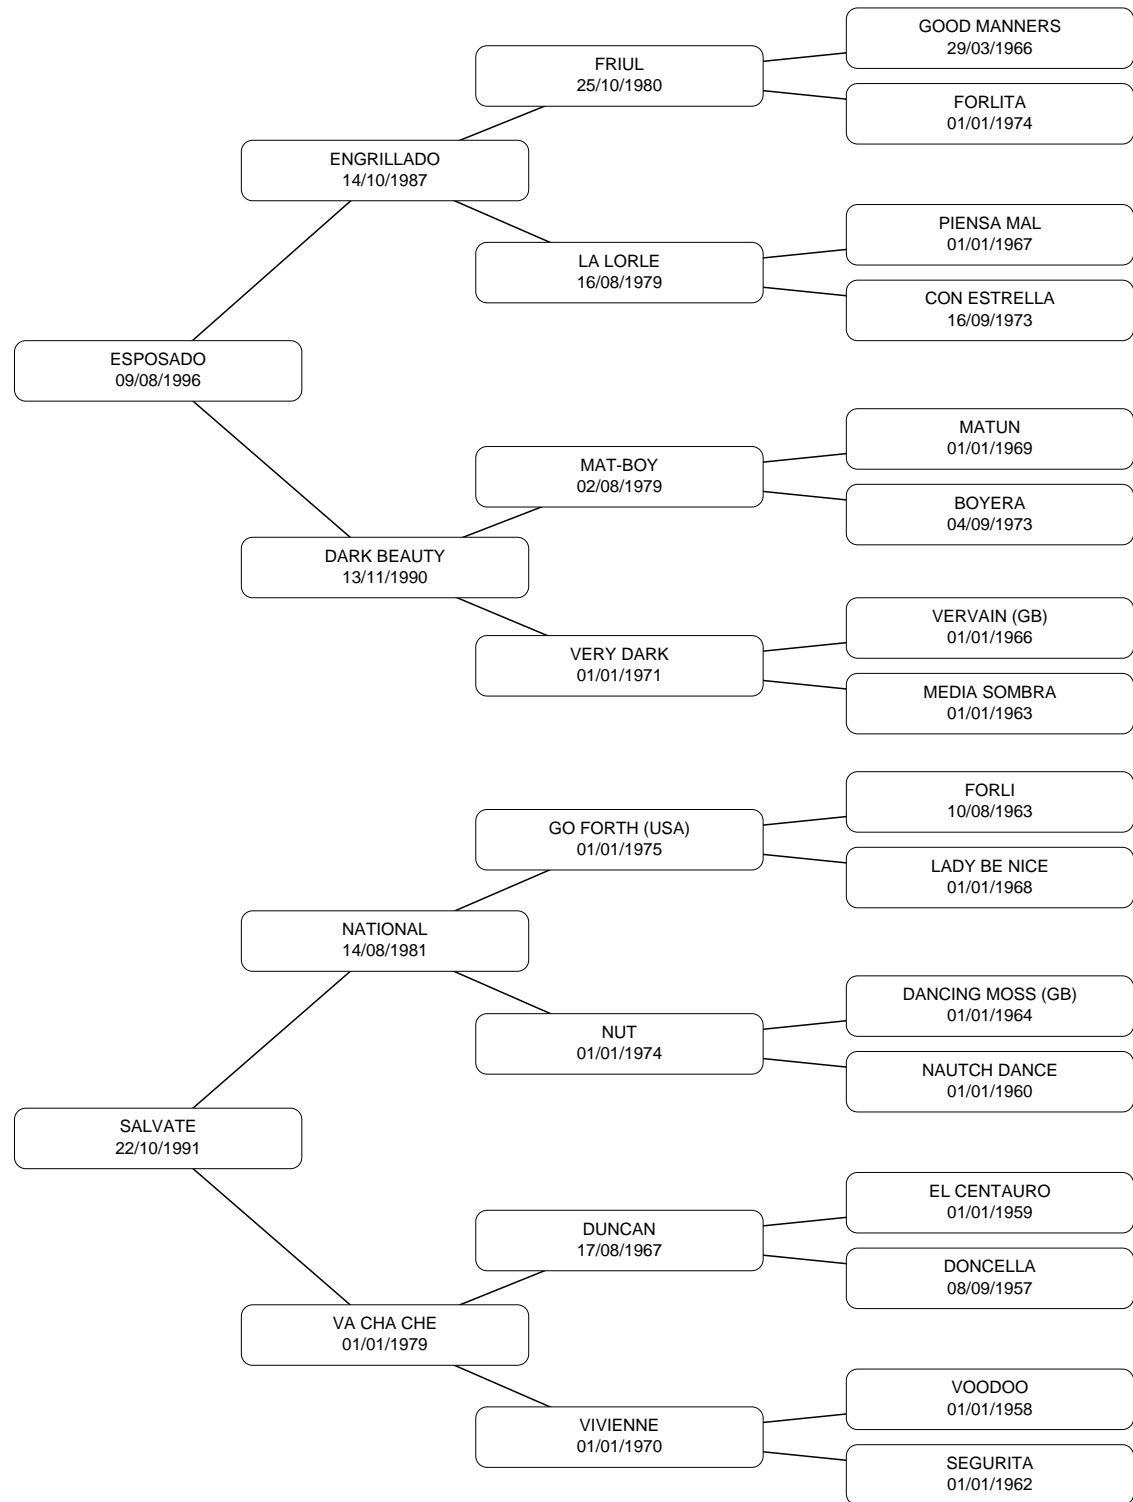 GOOD MANNERS
29/03/1966
FRIUL
25/10/1980
FORLITA
01/01/1974
ENGRILLADO
14/10/1987
PIENSA MAL
01/01/1967
LA LORLE
16/08/1979
CON ESTRELLA
16/09/1973
ESPOSADO
09/08/1996
MATUN
01/01/1969
MAT-BOY
02/08/1979
BOYERA
04/09/1973
DARK BEAUTY
13/11/1990
VERVAIN (GB)
01/01/1966
VERY DARK
01/01/1971
MEDIA SOMBRA
01/01/1963
FORLI
10/08/1963
GO FORTH (USA)
01/01/1975
LADY BE NICE
01/01/1968
NATIONAL
14/08/1981
DANCING MOSS (GB)
01/01/1964
NUT
01/01/1974
NAUTCH DANCE
01/01/1960
SALVATE
22/10/1991
EL CENTAURO
01/01/1959
DUNCAN
17/08/1967
DONCELLA
08/09/1957
VA CHA CHE
01/01/1979
VOODOO
01/01/1958
VIVIENNE
01/01/1970
SEGURITA
01/01/1962